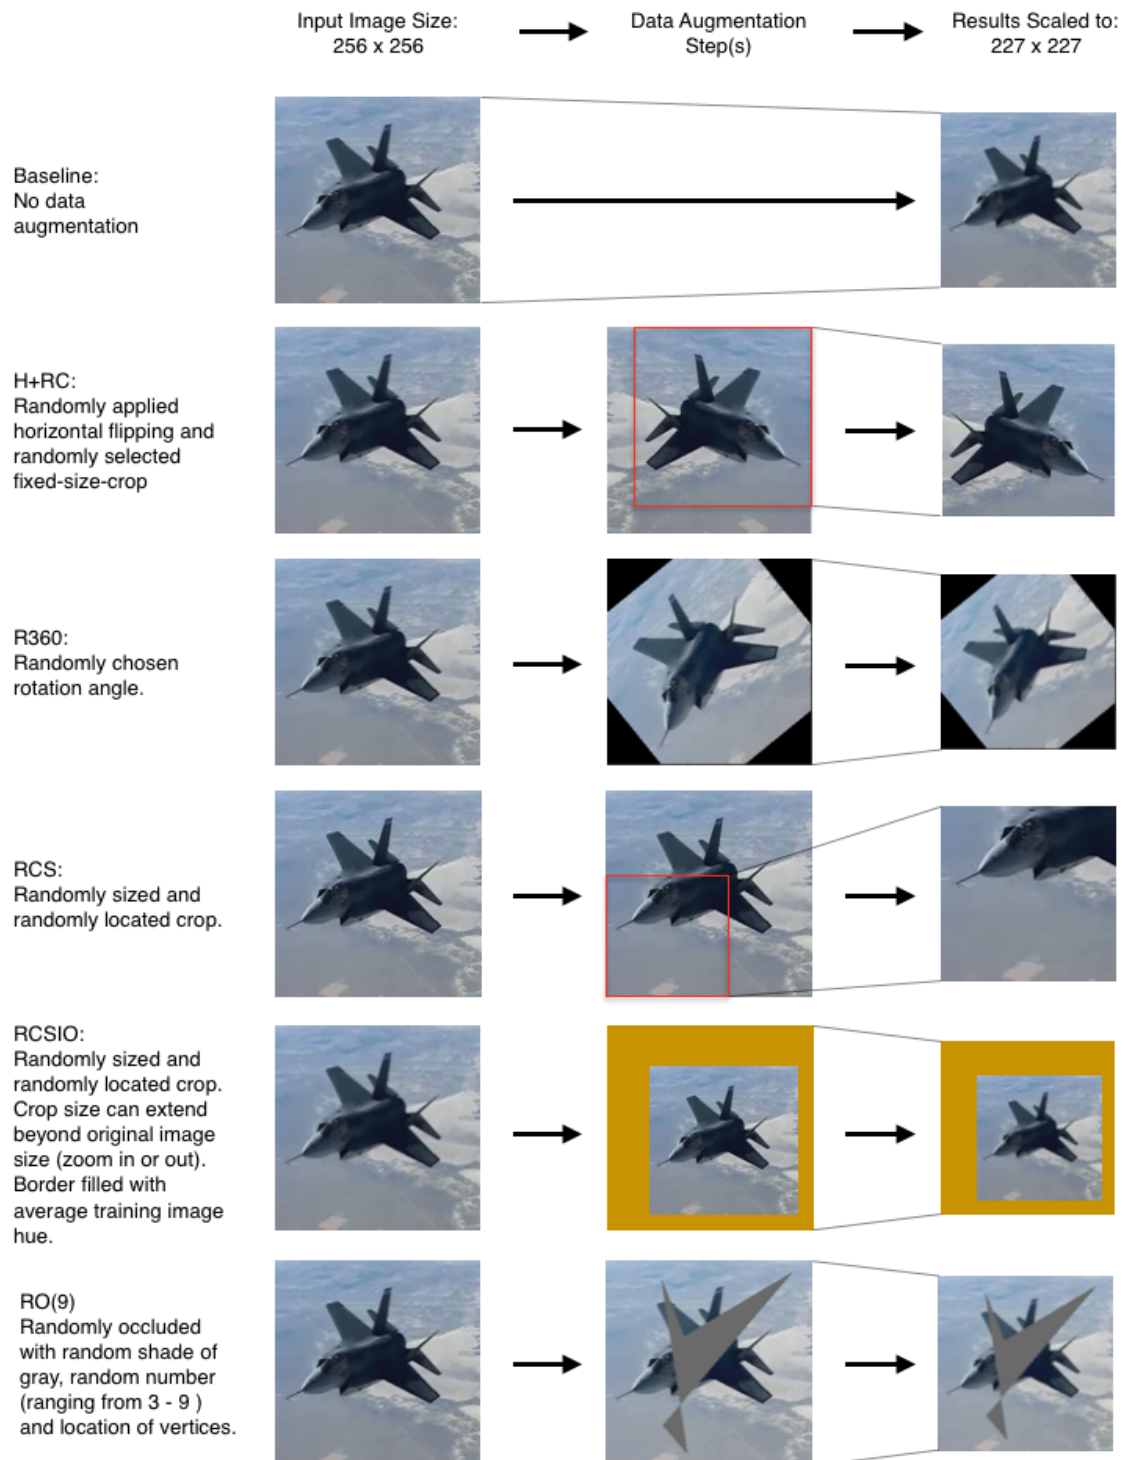 Input Image Size:
256 x 256
Data Augmentation
Step(s)
Results Scaled to:
227 x 227
Baseline:
No data
augmentation
H+RC:
Randomly applied
horizontal flipping and
randomly selected
fixed-size-crop
R360:
Randomly chosen
rotation angle.
RCS:
Randomly sized and
randomly located crop.
RCSIO:
Randomly sized and
randomly located crop.
Crop size can extend
beyond original image
size (zoom in or out).
Border filled with
average training image
hue.
RO(9)
Randomly occluded
with random shade of
gray, random number
(ranging from 3 - 9 )
and location of vertices.